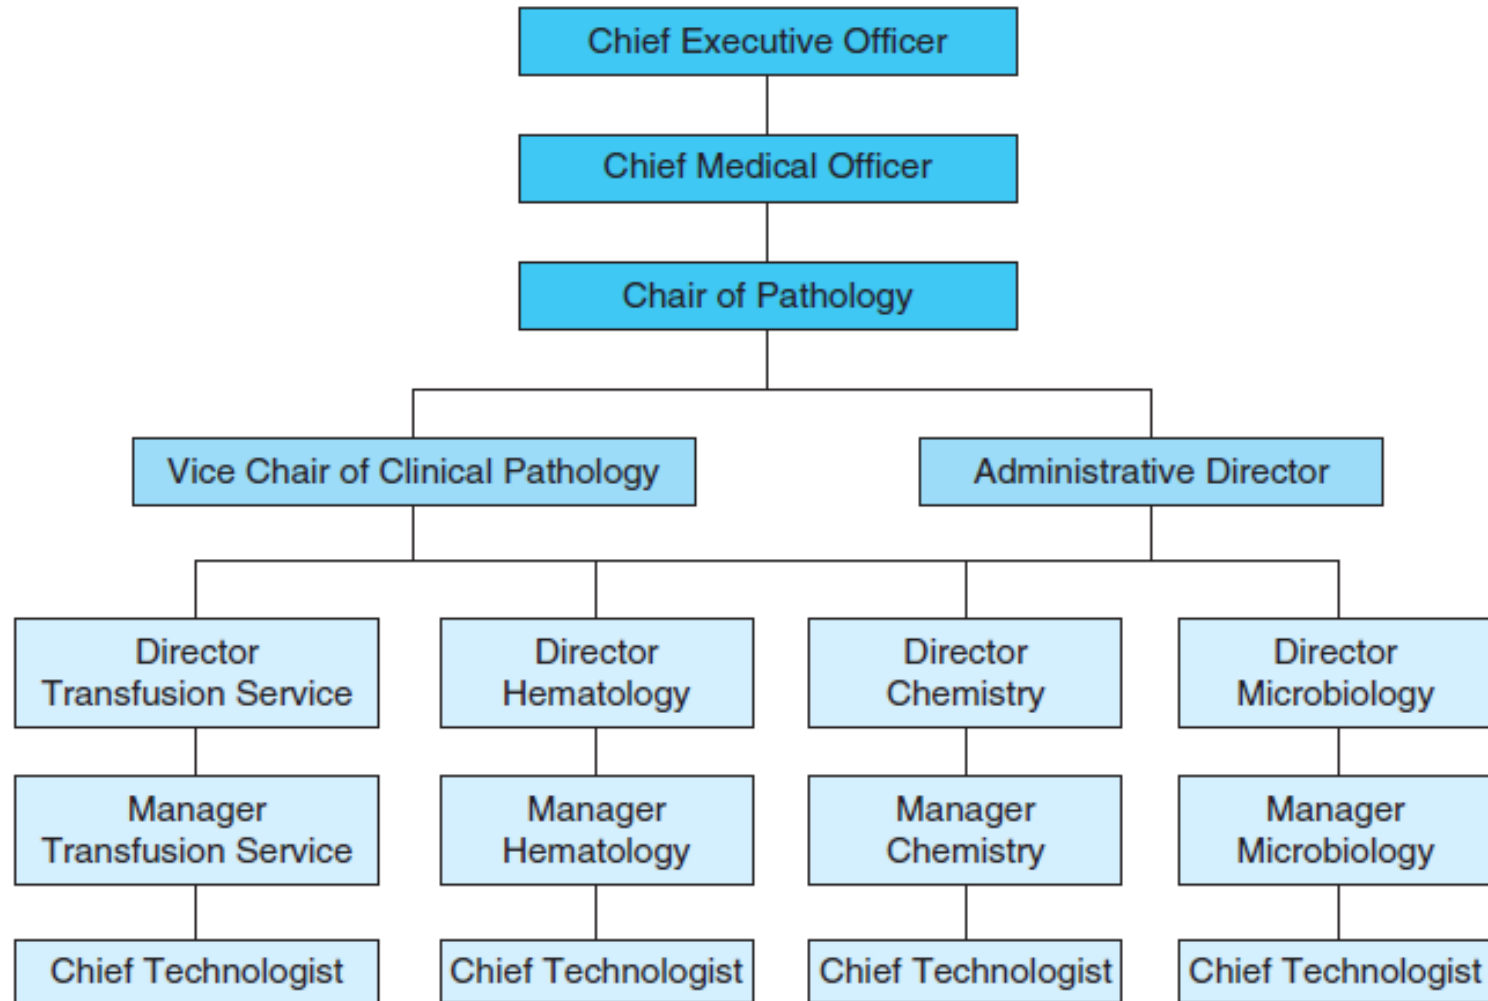 Chief Executive Officer
Chief Medical Officer
Chair of Pathology
Vice Chair of Clinical Pathology
Administrative Director
Director
Transfusion Service
Director
Hematology
Director
Chemistry
Director
Microbiology
Manager
Transfusion Service
Manager
Hematology
Manager
Chemistry
Manager
Microbiology
Chief Technologist
Chief Technologist
Chief Technologist
Chief Technologist